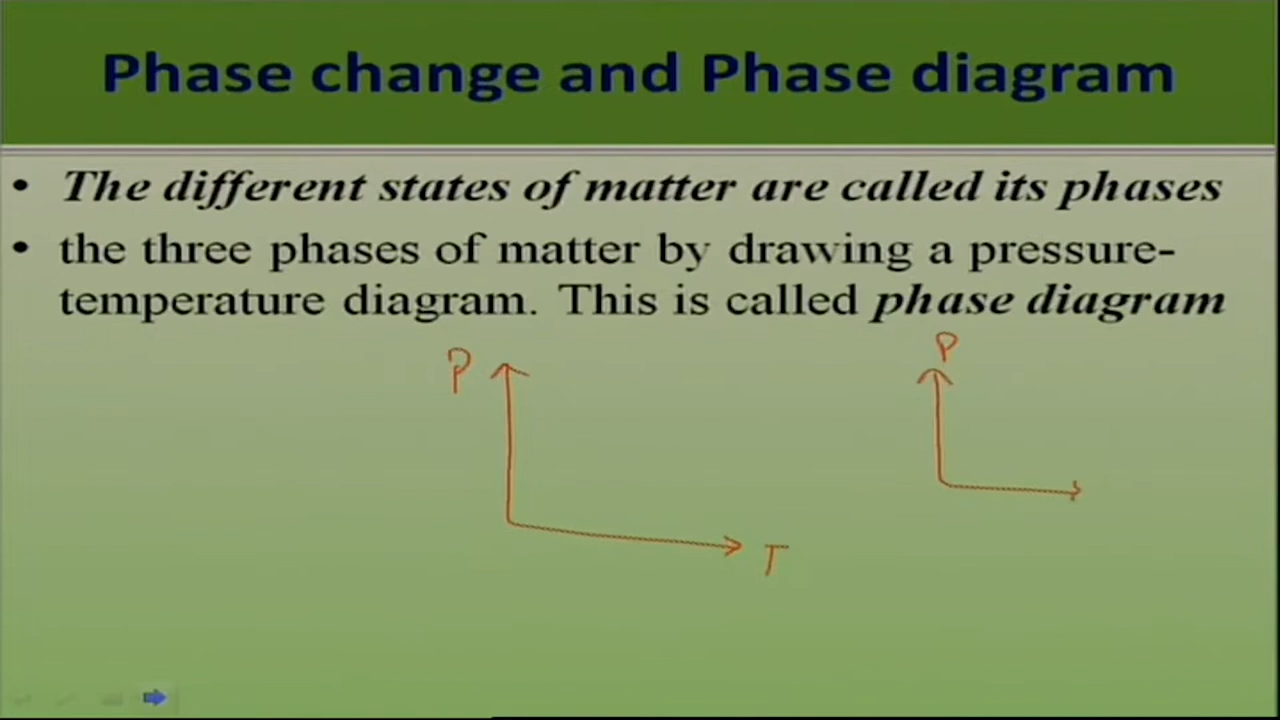 Phase change and Phase diagram
• The different states of matter are called its phases
• the three phases of matter by drawing a pressure-
temperature diagram. This is called phase diagram
P
P
T